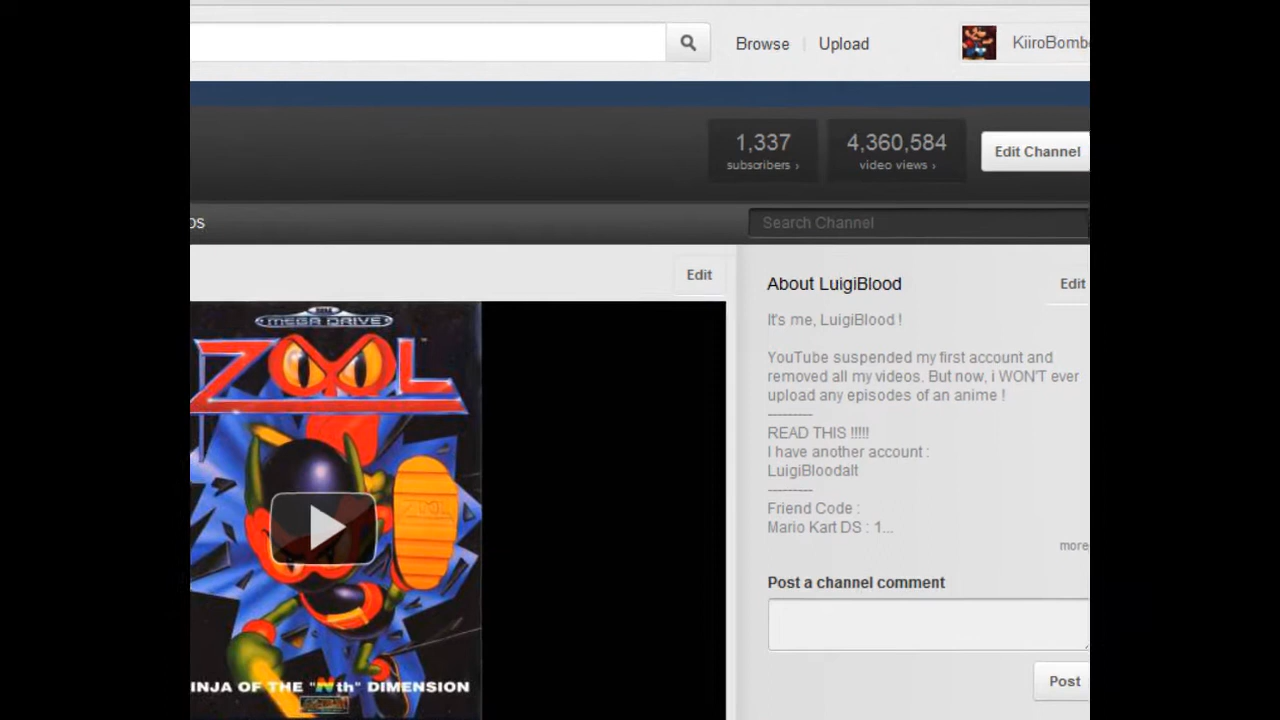 Browse | Upload
KiiroBomb
1,337
subscribers ›
4,360,584
video views ›
Edit Channel
os
Search Channel
Edit
About LuigiBlood
Edit
It's me, LuigiBlood !
YouTube suspended my first account and
removed all my videos. But now, i WON'T ever
upload any episodes of an anime !
---------
READ THIS !!!!!
I have another account :
LuigiBloodalt
---------
Friend Code :
Mario Kart DS : 1...
more
Post a channel comment
Post
MEGA DRIVE
ZOOL
INJA OF THE "Nth" DIMENSION